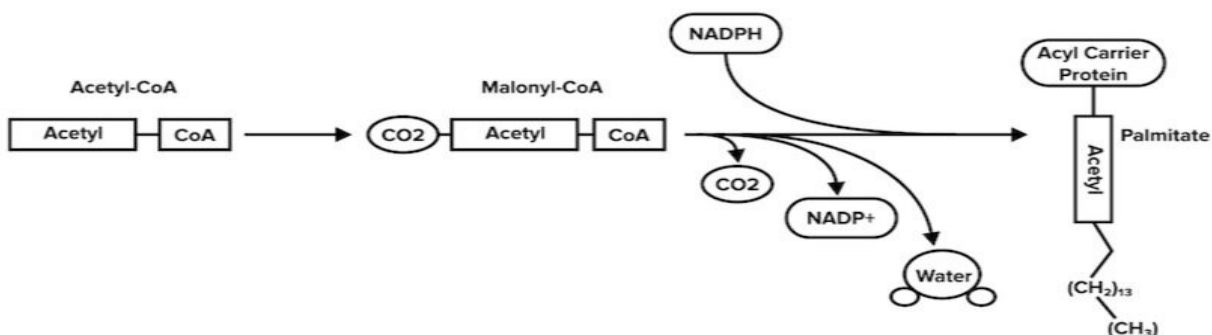 NADPH
Acyl Carrier
Protein
Acetyl-CoA
Malonyl-CoA
Acetyl
CoA
CO2
Acetyl
CoA
Palmitate
Acetyl
CO2
NADP+
Water
(CH₂)₁₃
(CH₃)